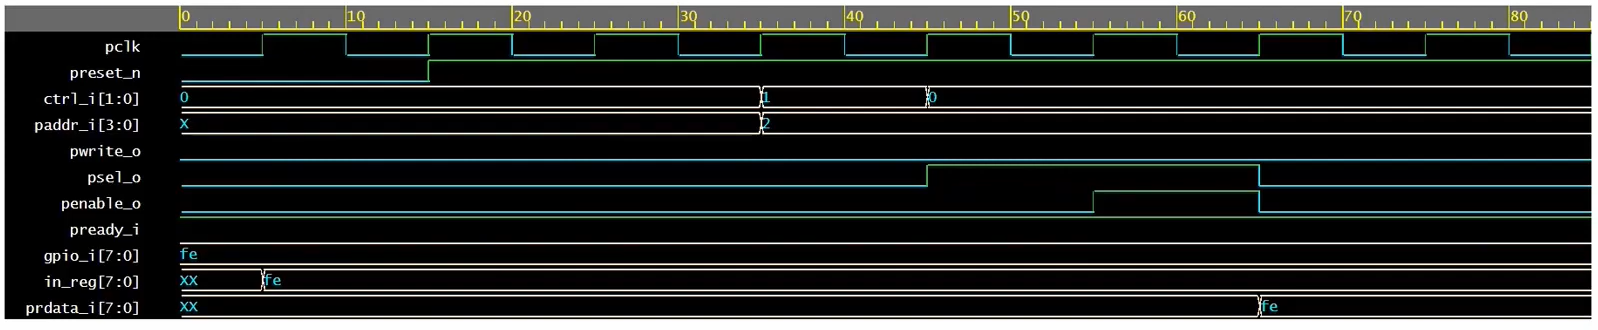 0 10 20 30 40 50 60 70 80
pclk
preset_n
ctrl_i[1:0] 0 1 0
paddr_i[3:0] X 2
pwrite_o
psel_o
penable_o
pready_i
gpio_i[7:0] fe
in_reg[7:0] XX fe
prdata_i[7:0] XX fe